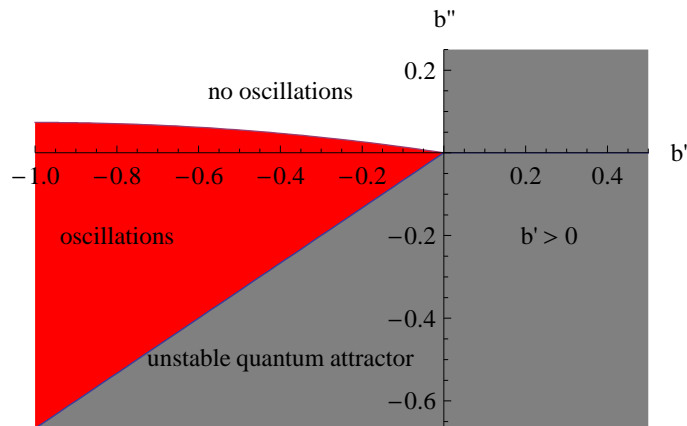 b"
0.2
no oscillations
b'
−1.0 −0.8 −0.6 −0.4 −0.2 0.2 0.4
oscillations
−0.2
b' > 0
−0.4
unstable quantum attractor
−0.6